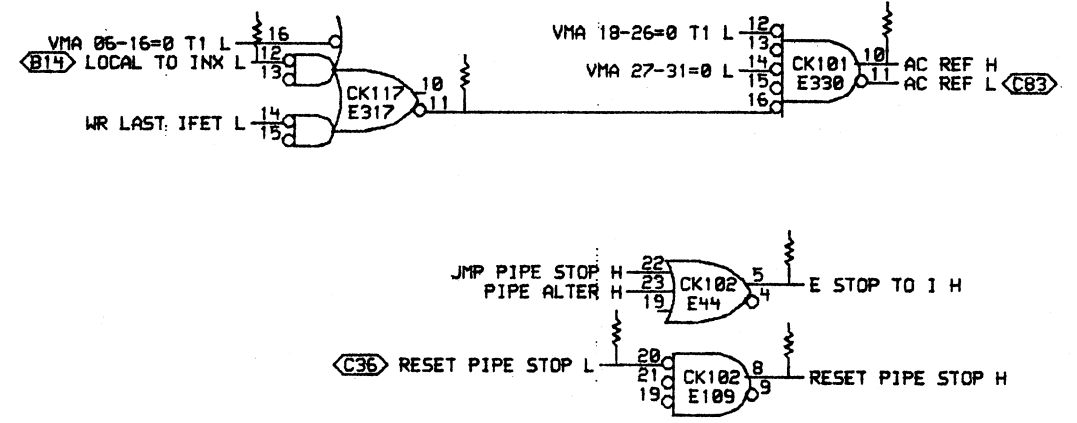 VMA 06-16=0 T1 L 16
B14 LOCAL TO INX L 12
13
CK117
E317
10
11
WR LAST IFET L 14
15
VMA 18-26=0 T1 L 12
13
VMA 27-31=0 L 14
15
16
CK101
E330
10 AC REF H
11 AC REF L C83
JMP PIPE STOP H 22
PIPE ALTER H 23
19
CK102
E44
5 E STOP TO I H
4
C36 RESET PIPE STOP L 20
21
19
CK102
E109
8 RESET PIPE STOP H
9